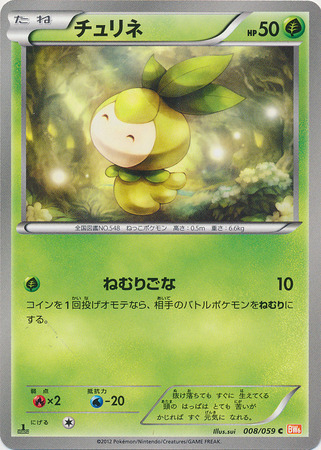 たね チュリネ HP50
全国図鑑NO.548 ねっこポケモン 高さ:0.5m 重さ:6.6kg
ねむりごな 10
コインを1回投げオモテなら、相手のバトルポケモンをねむりに
する。
弱点 抵抗力
×2 -20
にげる
抜け落ちても すぐに 生えてくる
頭の はっぱは とても 苦いが
かじれば すぐ 元気に なれる。
Illus.sui 008/059 C
©2012 Pokémon/Nintendo/Creatures/GAME FREAK.